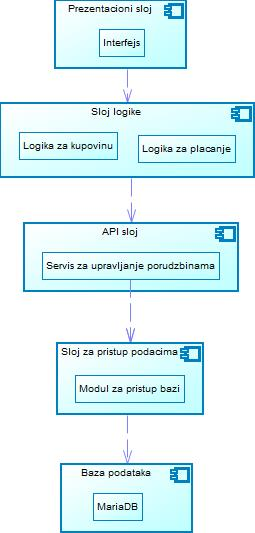 Prezentacioni sloj
Interfejs
Sloj logike
Logika za kupovinu
Logika za placanje
API sloj
Servis za upravljanje porudzbinama
Sloj za pristup podacima
Modul za pristup bazi
Baza podataka
MariaDB